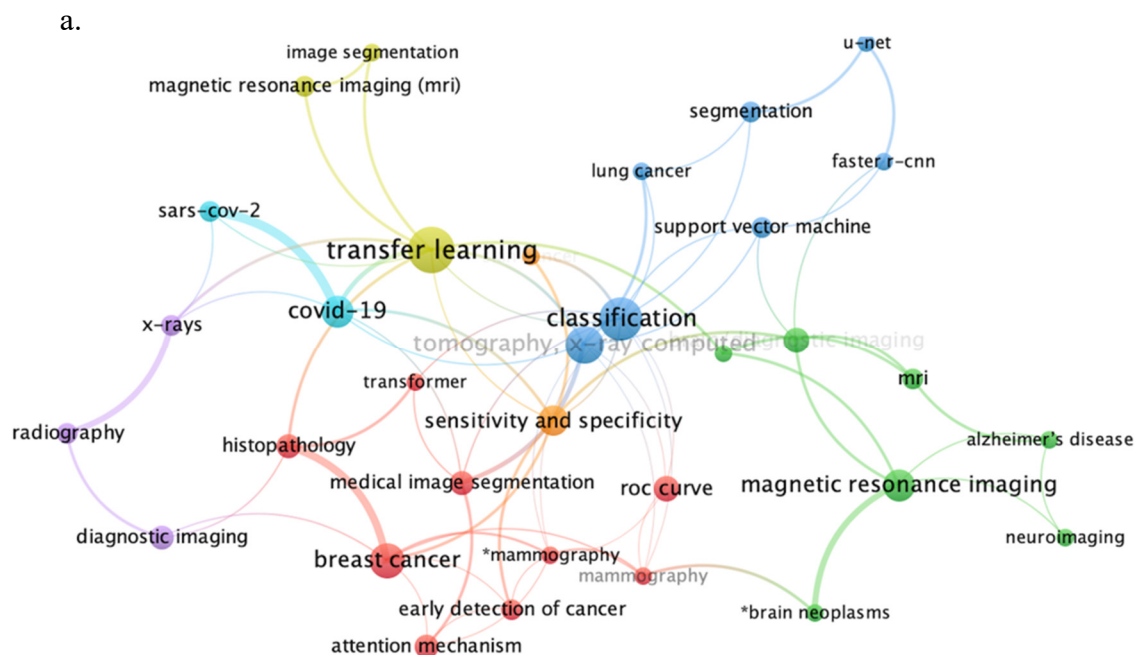 a.
image segmentation
u-net
magnetic resonance imaging (mri)
segmentation
lung cancer
faster r-cnn
sars-cov-2
support vector machine
transfer learning
covid-19
classification
x-rays
tomography, x-ray computed
diagnostic imaging
transformer
mri
sensitivity and specificity
radiography
histopathology
alzheimer's disease
medical image segmentation
roc curve
magnetic resonance imaging
diagnostic imaging
neuroimaging
breast cancer
*mammography
mammography
early detection of cancer
*brain neoplasms
attention mechanism